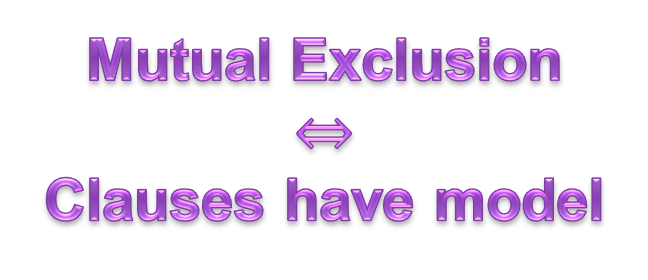 Mutual Exclusion
⇔
Clauses have model